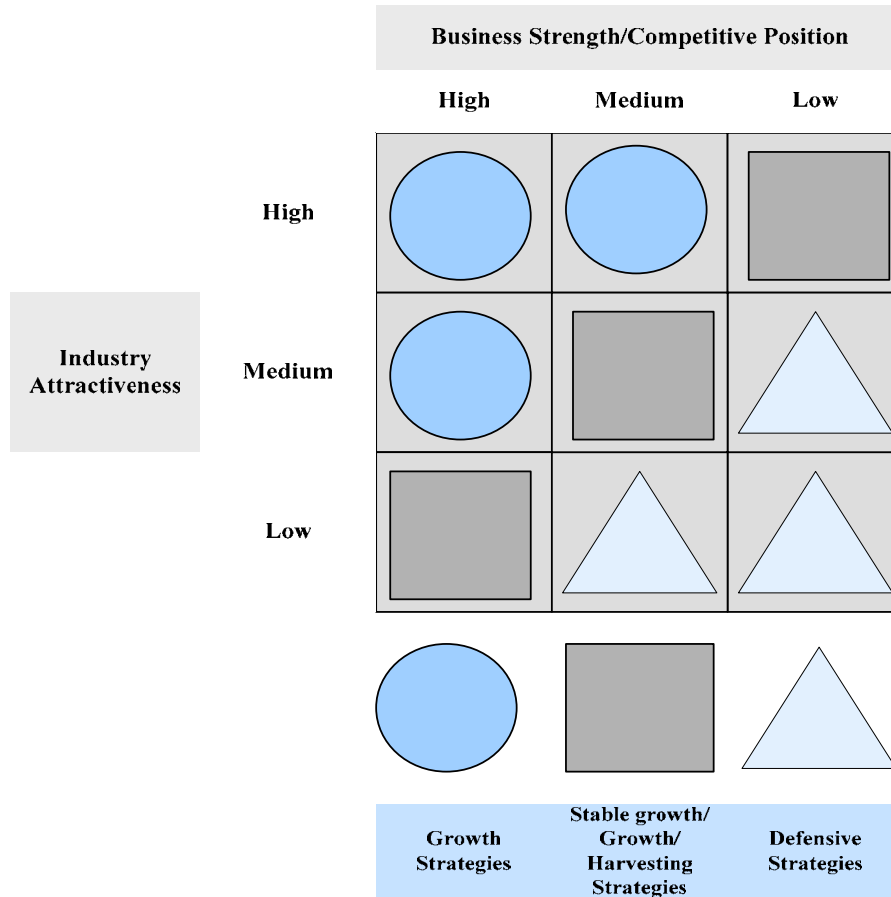 Business Strength/Competitive Position
High
Medium
Low
High
Industry
Attractiveness
Medium
Low
Growth
Strategies
Stable growth/
Growth/
Harvesting
Strategies
Defensive
Strategies